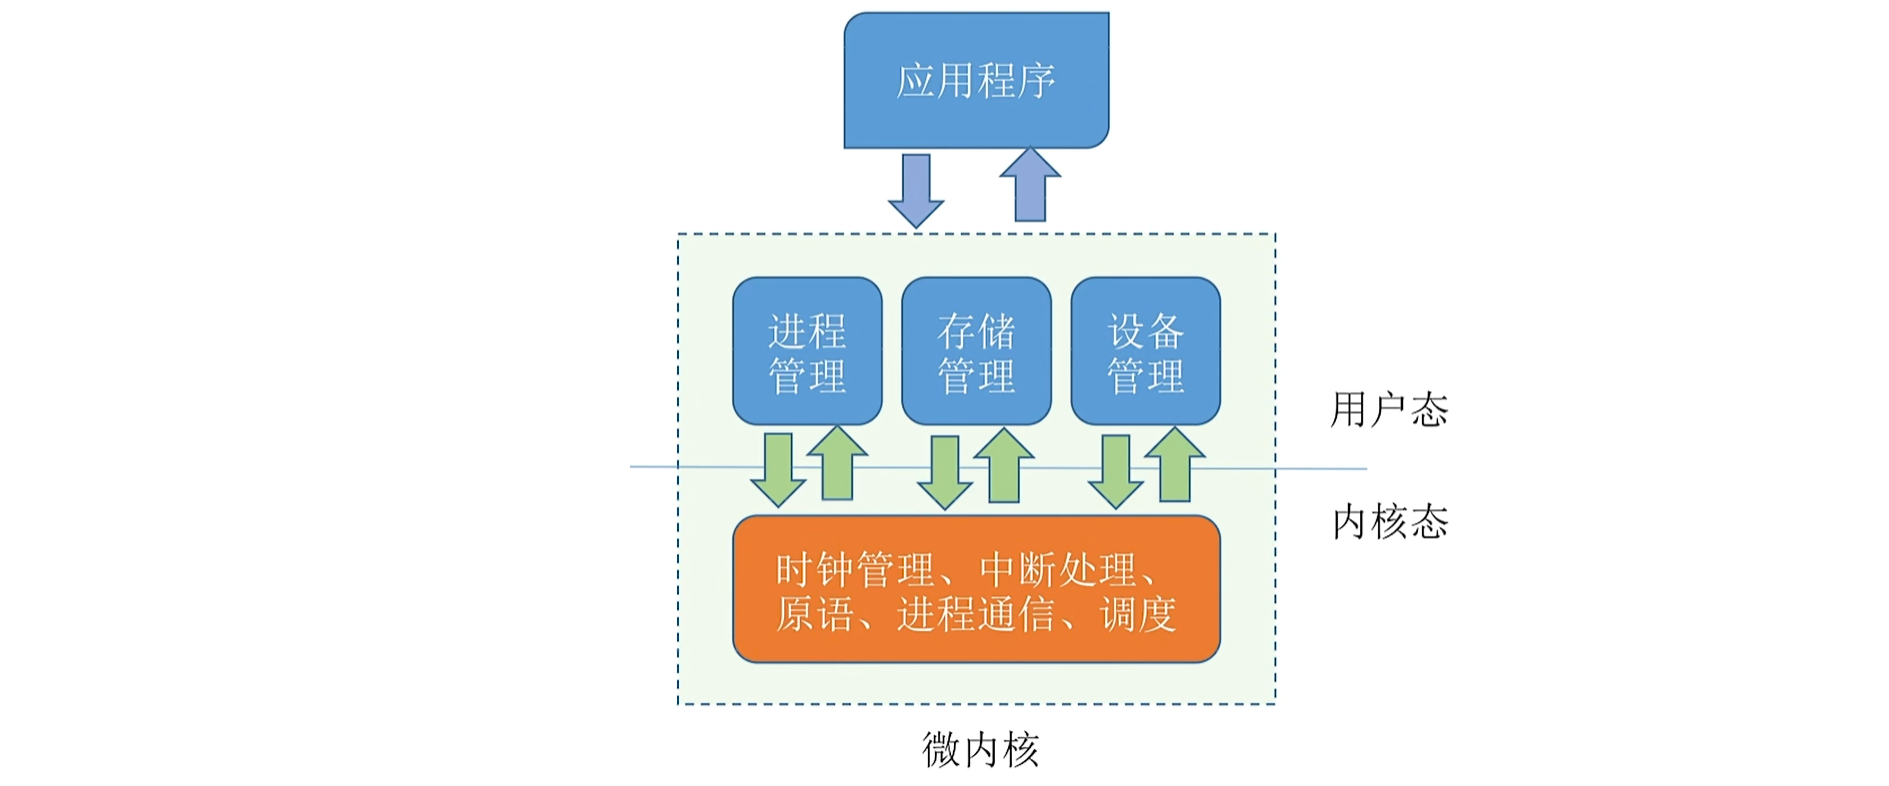 应用程序
进程
管理
存储
管理
设备
管理
用户态
内核态
时钟管理、中断处理、
原语、进程通信、调度
微内核